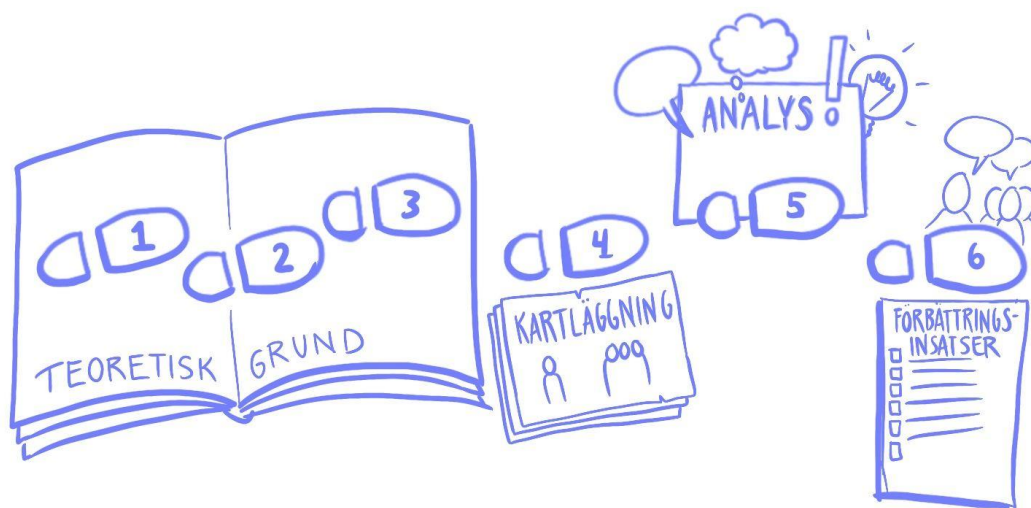 1
2
3
TEORETISK GRUND
4
KARTLÄGGNING
ANALYS
5
6
FÖRBÄTTRINGS-
INSATSER